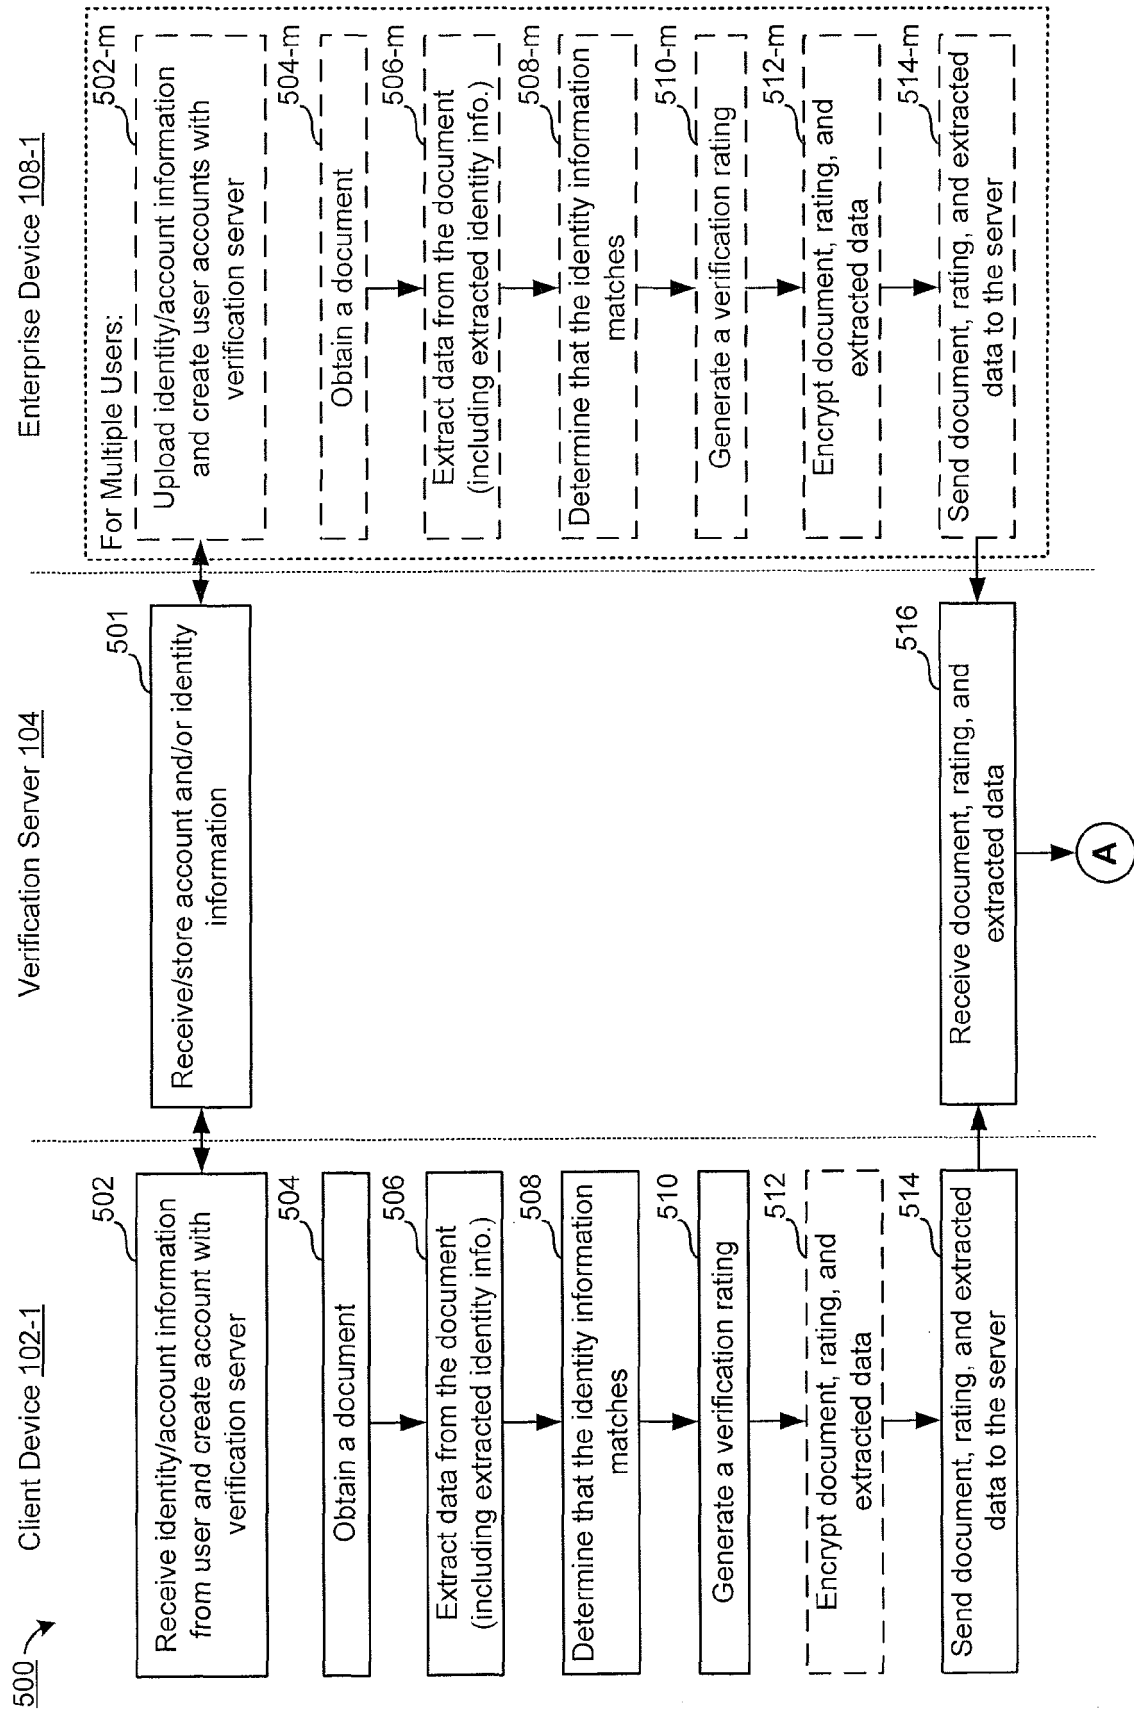 500
Client Device 102-1
Verification Server 104
Enterprise Device 108-1
502
Receive identity/account information
from user and create account with
verification server
504
Obtain a document
506
Extract data from the document
(including extracted identity info.)
508
Determine that the identity information
matches
510
Generate a verification rating
512
Encrypt document, rating, and
extracted data
514
Send document, rating, and extracted
data to the server
501
Receive/store account and/or identity
information
516
Receive document, rating, and
extracted data
A
For Multiple Users:
502-m
Upload identity/account information
and create user accounts with
verification server
504-m
Obtain a document
506-m
Extract data from the document
(including extracted identity info.)
508-m
Determine that the identity information
matches
510-m
Generate a verification rating
512-m
Encrypt document, rating, and
extracted data
514-m
Send document, rating, and extracted
data to the server